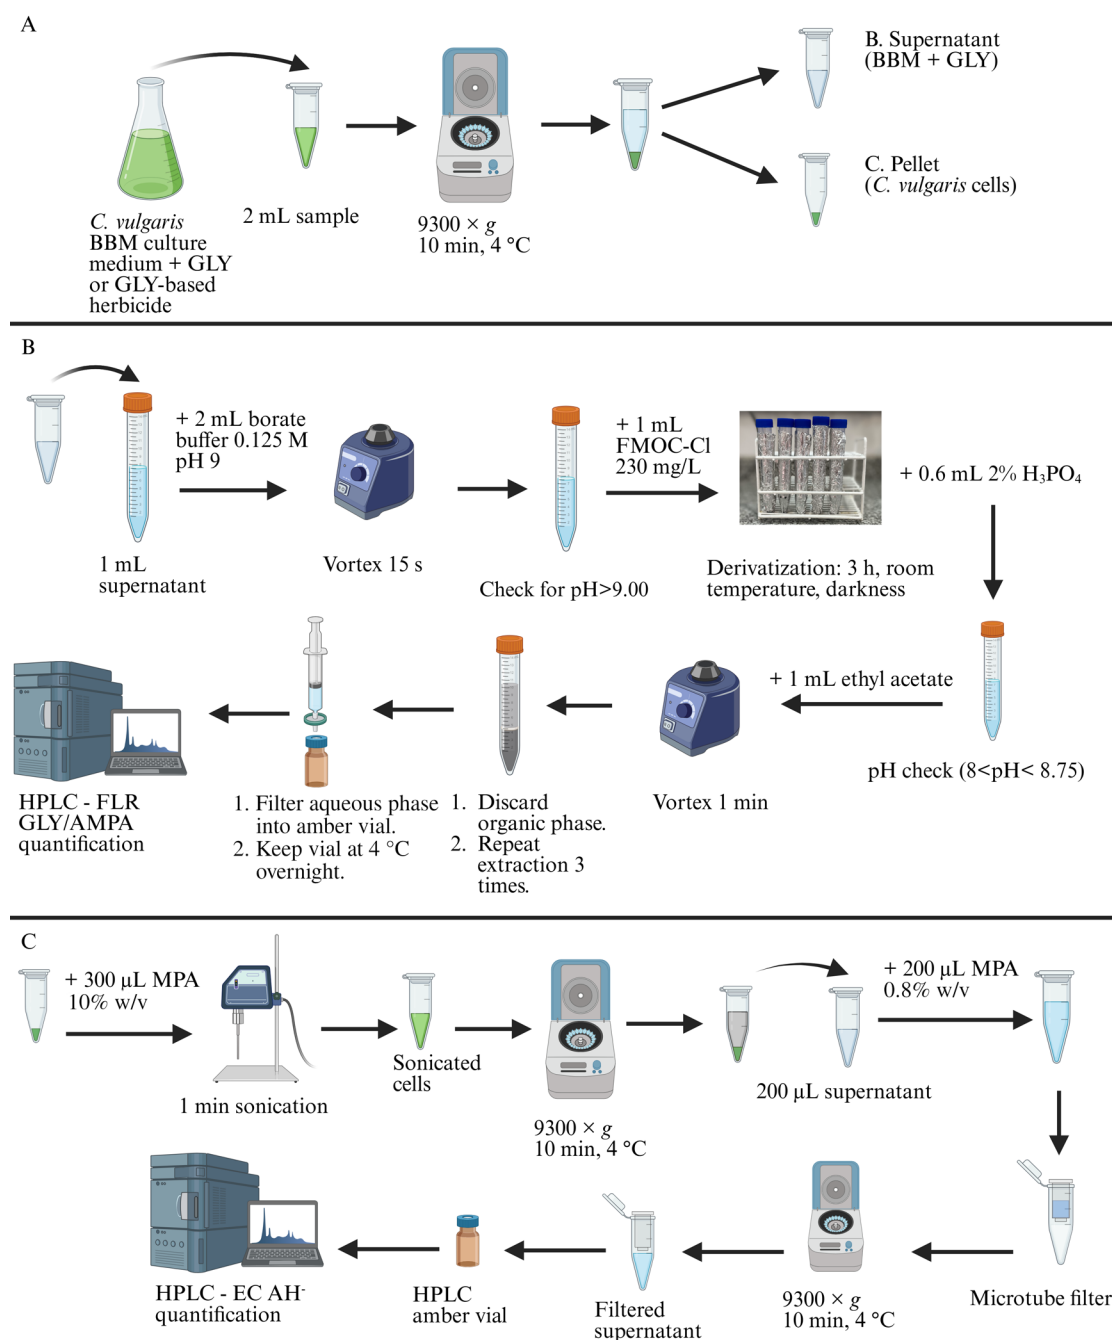 A
C. vulgaris
BBM culture
medium + GLY
or GLY-based
herbicide
2 mL sample
9300 × g
10 min, 4 °C
B. Supernatant
(BBM + GLY)
C. Pellet
(C. vulgaris cells)
B
1 mL
supernatant
+ 2 mL borate
buffer 0.125 M
pH 9
Vortex 15 s
Check for pH>9.00
+ 1 mL
FMOC-Cl
230 mg/L
Derivatization: 3 h, room
temperature, darkness
+ 0.6 mL 2% H₃PO₄
pH check (8<pH< 8.75)
+ 1 mL ethyl acetate
Vortex 1 min
1. Discard
organic phase.
2. Repeat
extraction 3
times.
1. Filter aqueous phase
into amber vial.
2. Keep vial at 4 °C
overnight.
HPLC - FLR
GLY/AMPA
quantification
C
+ 300 µL MPA
10% w/v
1 min sonication
Sonicated
cells
9300 × g
10 min, 4 °C
200 µL supernatant
+ 200 µL MPA
0.8% w/v
Microtube filter
9300 × g
10 min, 4 °C
Filtered
supernatant
HPLC
amber vial
HPLC - EC AH⁻
quantification